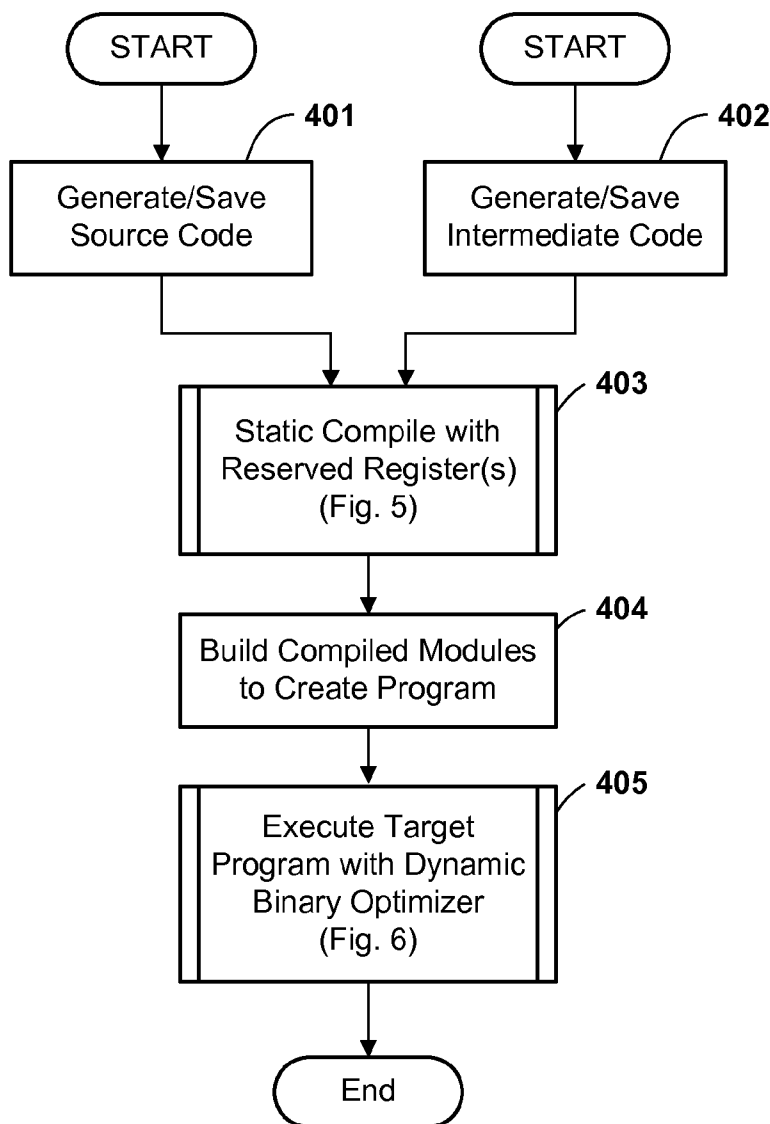 START
START
401
402
Generate/Save
Source Code
Generate/Save
Intermediate Code
403
Static Compile with
Reserved Register(s)
(Fig. 5)
404
Build Compiled Modules
to Create Program
405
Execute Target
Program with Dynamic
Binary Optimizer
(Fig. 6)
End